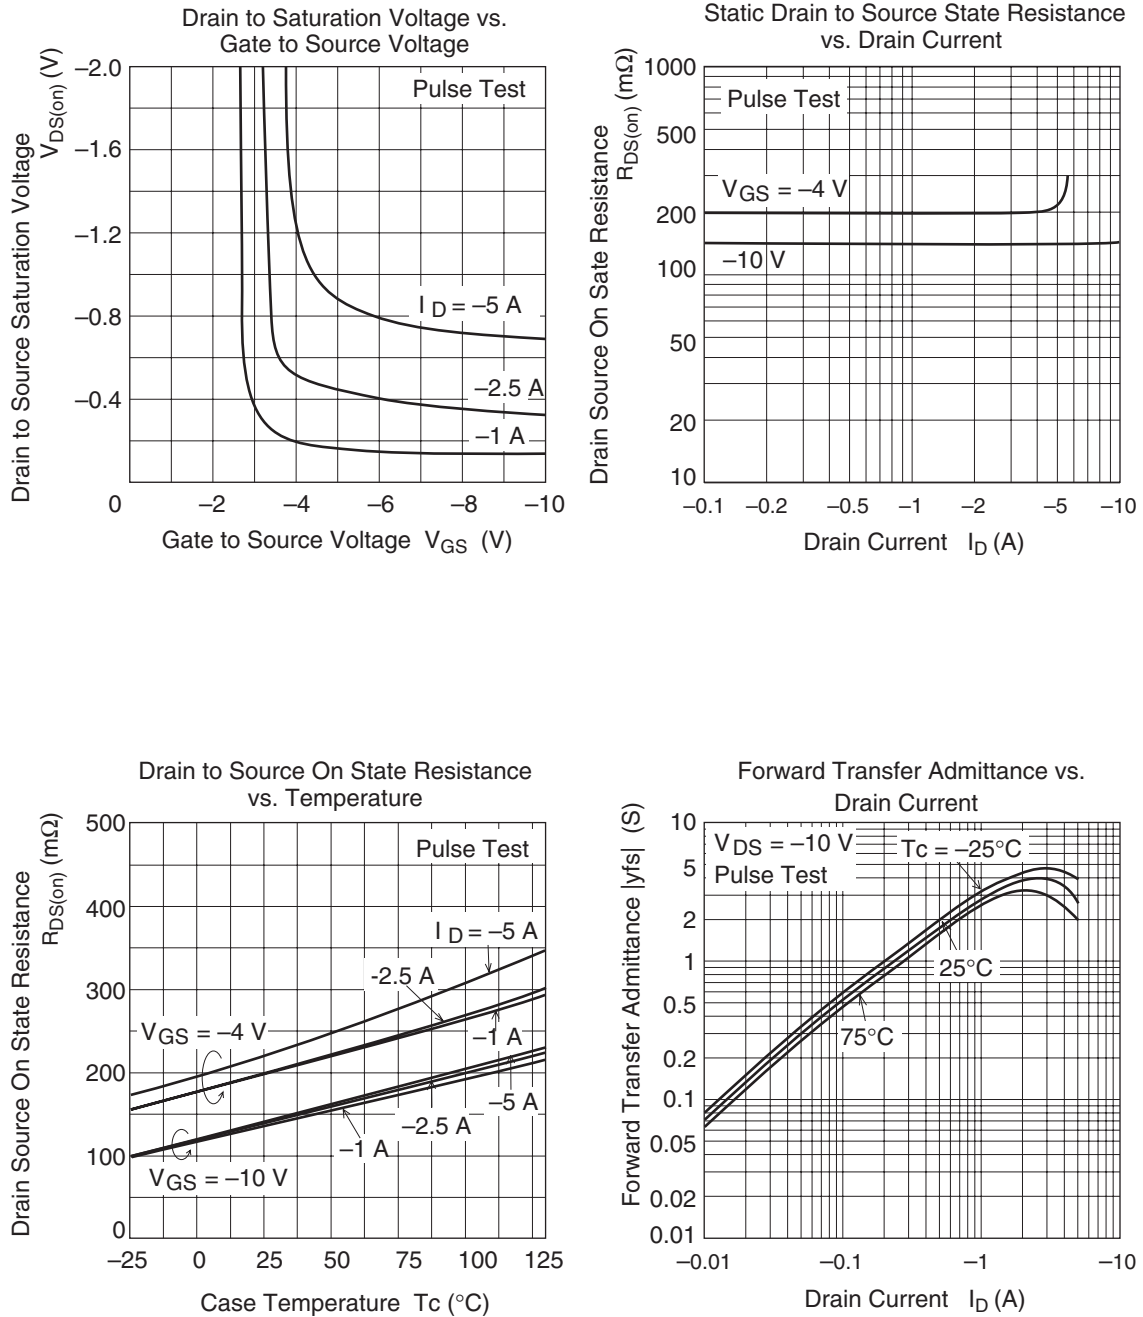 Drain to Saturation Voltage vs.
Gate to Source Voltage
Drain to Source Saturation Voltage
VDS(on) (V)
–2.0
–1.6
–1.2
–0.8
–0.4
0
Pulse Test
I D = –5 A
–2.5 A
–1 A
–2 –4 –6 –8 –10
Gate to Source Voltage VGS (V)
Static Drain to Source State Resistance
vs. Drain Current
Drain Source On Sate Resistance
RDS(on) (mΩ)
1000
500
200
100
50
20
10
Pulse Test
VGS = –4 V
–10 V
–0.1 –0.2 –0.5 –1 –2 –5 –10
Drain Current ID (A)
Drain to Source On State Resistance
vs. Temperature
Drain Source On State Resistance
RDS(on) (mΩ)
500
400
300
200
100
0
Pulse Test
I D = –5 A
-2.5 A
VGS = –4 V
–1 A
–5 A
–2.5 A
–1 A
VGS = –10 V
–25 0 25 50 75 100 125
Case Temperature Tc (°C)
Forward Transfer Admittance vs.
Drain Current
Forward Transfer Admittance |yfs| (S)
10
5
2
1
0.5
0.2
0.1
0.05
0.02
0.01
VDS = –10 V
Pulse Test
Tc = –25°C
25°C
75°C
–0.01 –0.1 –1 –10
Drain Current ID (A)